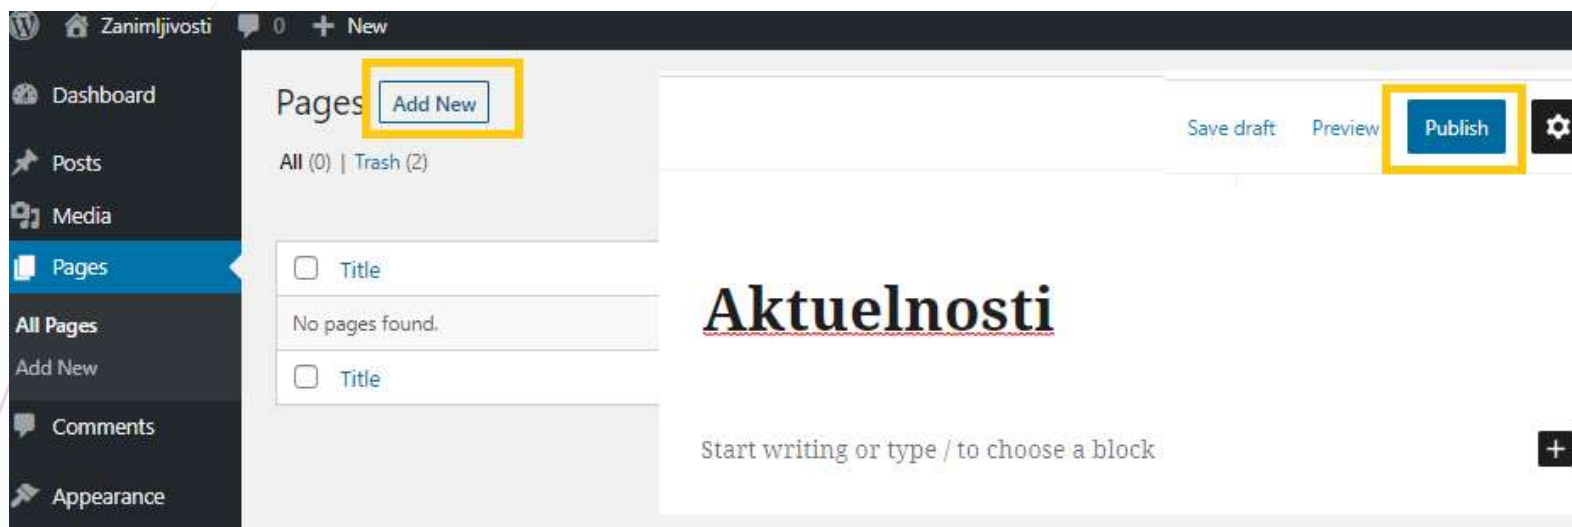 Zanimljivosti 0 + New
Dashboard
Posts
Media
Pages
All Pages
Add New
Comments
Appearance
Pages Add New
All (0) | Trash (2)
Title
No pages found.
Title
Save draft Preview Publish
Aktuelnosti
Start writing or type / to choose a block